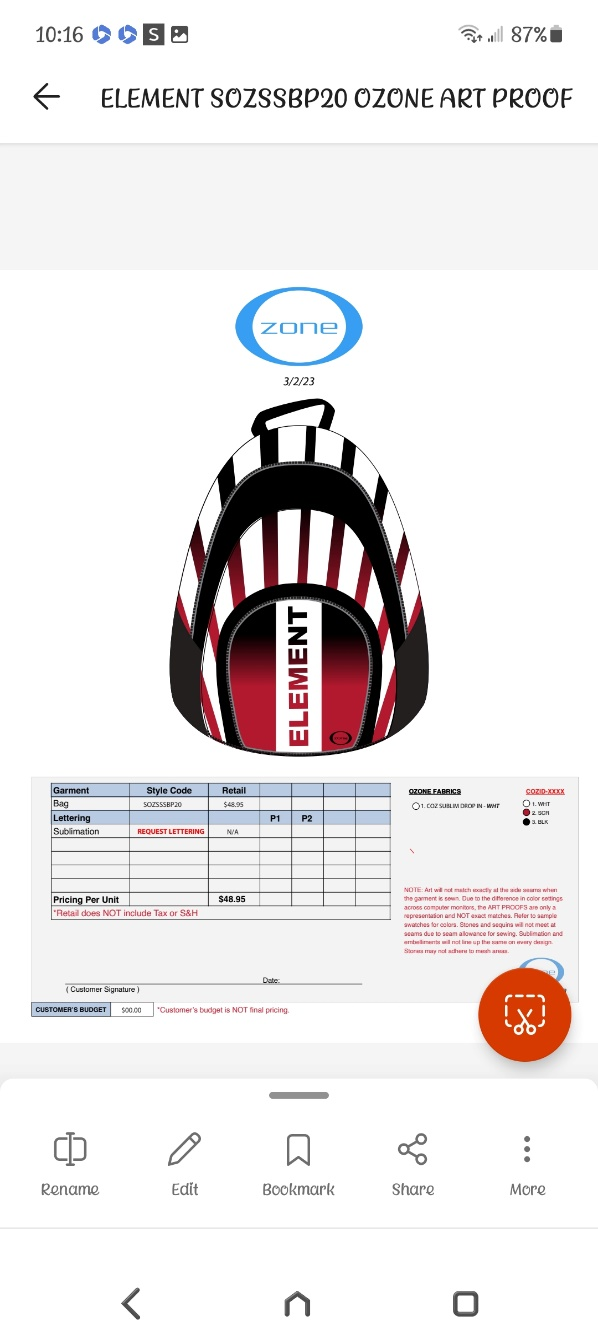 10:16 S 87%
ELEMENT SOZSSBP20 OZONE ART PROOF
zone
3/2/23
ELEMENT
Garment Style Code Retail
Bag SOZSSSBP20 $48.95
Lettering P1 P2
Sublimation REQUEST LETTERING N/A
Pricing Per Unit $48.95
*Retail does NOT include Tax or S&H
Date:
( Customer Signature )
CUSTOMER'S BUDGET $00.00 *Customer's budget is NOT final pricing.
OZONE FABRICS
1. COZ SUBLIM DROP IN - WHT
COZID-XXXX
1. WHT
2. SCR
3. BLK
NOTE: Art will not match exactly at the side seams when
the garment is sewn. Due to the difference in color settings
across computer monitors, the ART PROOFS are only a
representation and NOT exact matches. Refer to sample
swatches for colors. Stones and sequins will not meet at
seams due to seam allowance for sewing. Sublimation and
embellments will not line up the same on every design.
Stones may not adhere to mesh areas.
Rename Edit Bookmark Share More